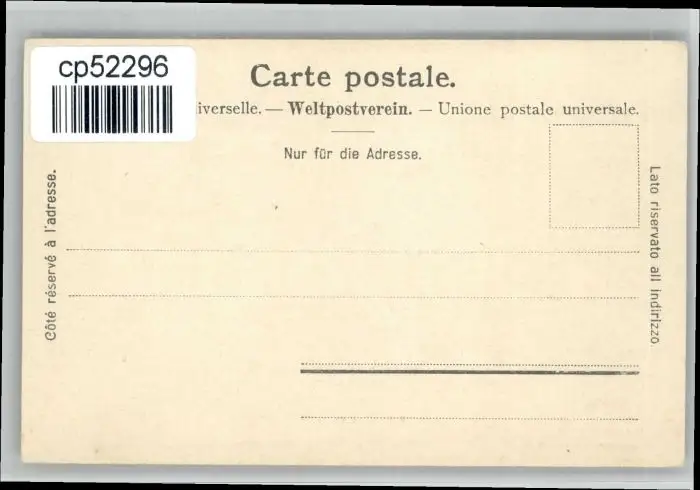 cp52296
Carte postale.
iverselle. — Weltpostverein. — Unione postale universale.
Nur für die Adresse.
Côté réservé à l'adresse.
Lato riservato all indirizzo.